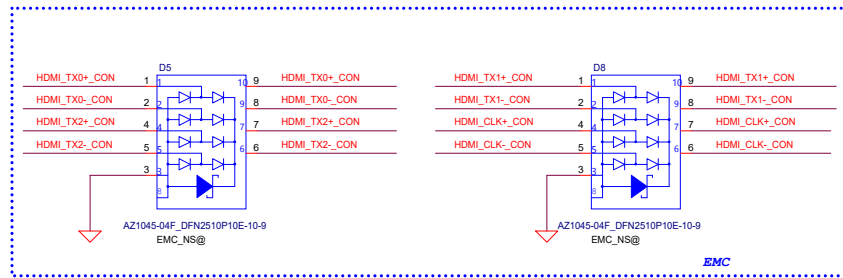 D5
HDMI_TX0+_CON 1 1 10 9 HDMI_TX0+_CON
HDMI_TX0-_CON 2 2 9 8 HDMI_TX0-_CON
HDMI_TX2+_CON 4 4 7 7 HDMI_TX2+_CON
HDMI_TX2-_CON 5 5 6 6 HDMI_TX2-_CON
3 3
8
AZ1045-04F_DFN2510P10E-10-9
EMC_NS@
D8
HDMI_TX1+_CON 1 1 10 9 HDMI_TX1+_CON
HDMI_TX1-_CON 2 2 9 8 HDMI_TX1-_CON
HDMI_CLK+_CON 4 4 7 7 HDMI_CLK+_CON
HDMI_CLK-_CON 5 5 6 6 HDMI_CLK-_CON
3 3
8
AZ1045-04F_DFN2510P10E-10-9
EMC_NS@
EMC